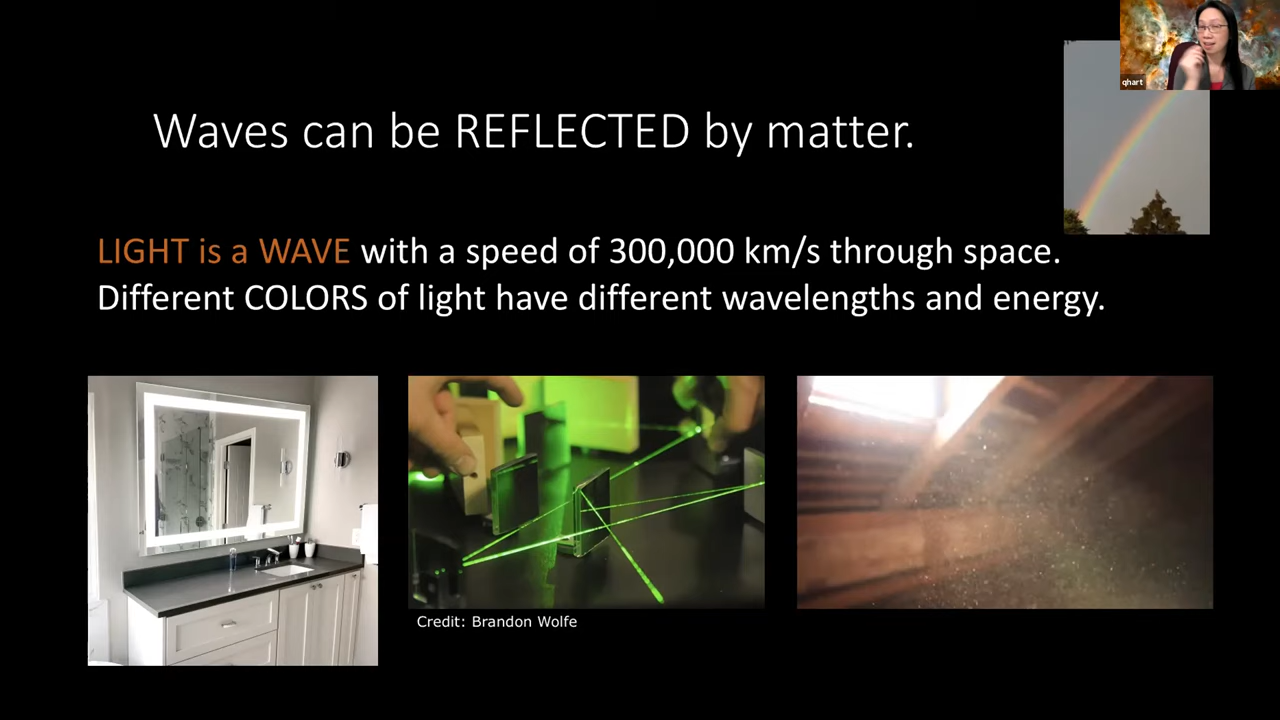 qhart
Waves can be REFLECTED by matter.
LIGHT is a WAVE with a speed of 300,000 km/s through space.
Different COLORS of light have different wavelengths and energy.
Credit: Brandon Wolfe